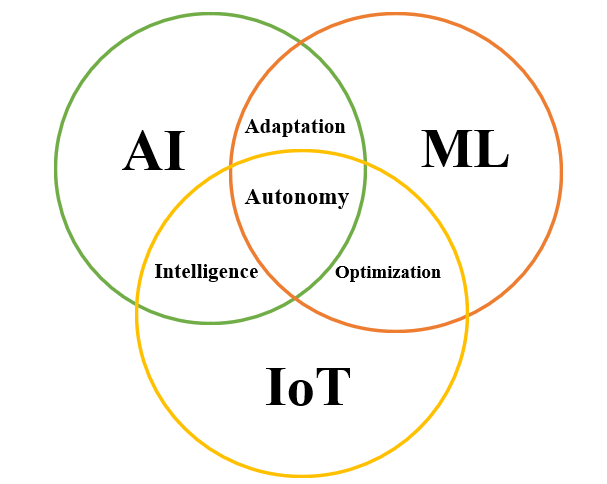 Adaptation
AI
ML
Autonomy
Intelligence
Optimization
IoT